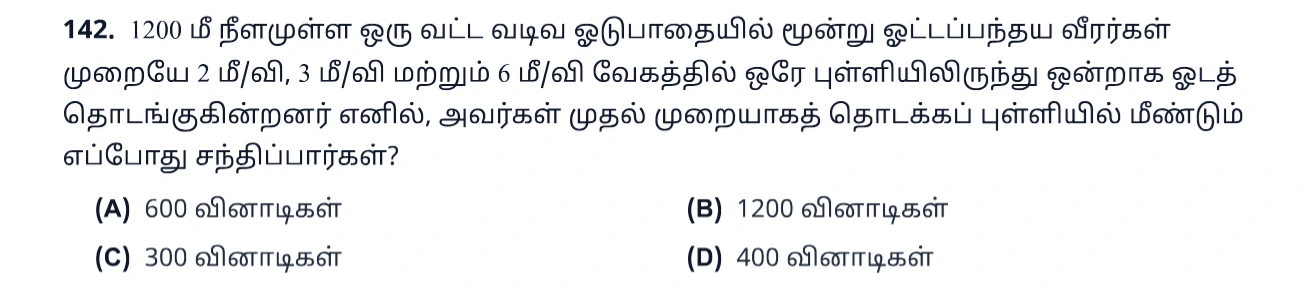 142. 1200 மீ நீளமுள்ள ஒரு வட்ட வடிவ ஓடுபாதையில் மூன்று ஓட்டப்பந்தய வீரர்கள்
முறையே 2 மீ/வி, 3 மீ/வி மற்றும் 6 மீ/வி வேகத்தில் ஒரே புள்ளியிலிருந்து ஒன்றாக ஓடத்
தொடங்குகின்றனர் எனில், அவர்கள் முதல் முறையாகத் தொடக்கப் புள்ளியில் மீண்டும்
எப்போது சந்திப்பார்கள்?
(A) 600 வினாடிகள் (B) 1200 வினாடிகள்
(C) 300 வினாடிகள் (D) 400 வினாடிகள்